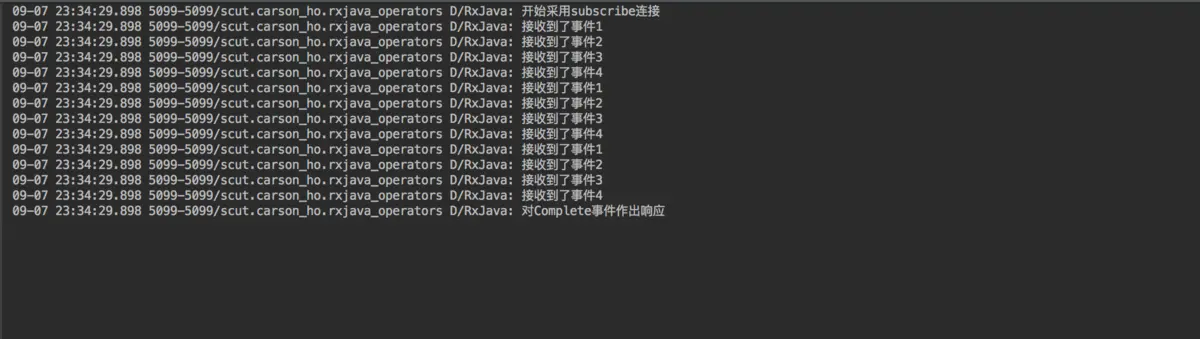 09-07 23:34:29.898 5099-5099/scut.carson_ho.rxjava_operators D/RxJava: 开始采用subscribe连接
09-07 23:34:29.898 5099-5099/scut.carson_ho.rxjava_operators D/RxJava: 接收到了事件1
09-07 23:34:29.898 5099-5099/scut.carson_ho.rxjava_operators D/RxJava: 接收到了事件2
09-07 23:34:29.898 5099-5099/scut.carson_ho.rxjava_operators D/RxJava: 接收到了事件3
09-07 23:34:29.898 5099-5099/scut.carson_ho.rxjava_operators D/RxJava: 接收到了事件4
09-07 23:34:29.898 5099-5099/scut.carson_ho.rxjava_operators D/RxJava: 接收到了事件1
09-07 23:34:29.898 5099-5099/scut.carson_ho.rxjava_operators D/RxJava: 接收到了事件2
09-07 23:34:29.898 5099-5099/scut.carson_ho.rxjava_operators D/RxJava: 接收到了事件3
09-07 23:34:29.898 5099-5099/scut.carson_ho.rxjava_operators D/RxJava: 接收到了事件4
09-07 23:34:29.898 5099-5099/scut.carson_ho.rxjava_operators D/RxJava: 接收到了事件1
09-07 23:34:29.898 5099-5099/scut.carson_ho.rxjava_operators D/RxJava: 接收到了事件2
09-07 23:34:29.898 5099-5099/scut.carson_ho.rxjava_operators D/RxJava: 接收到了事件3
09-07 23:34:29.898 5099-5099/scut.carson_ho.rxjava_operators D/RxJava: 接收到了事件4
09-07 23:34:29.898 5099-5099/scut.carson_ho.rxjava_operators D/RxJava: 对Complete事件作出响应